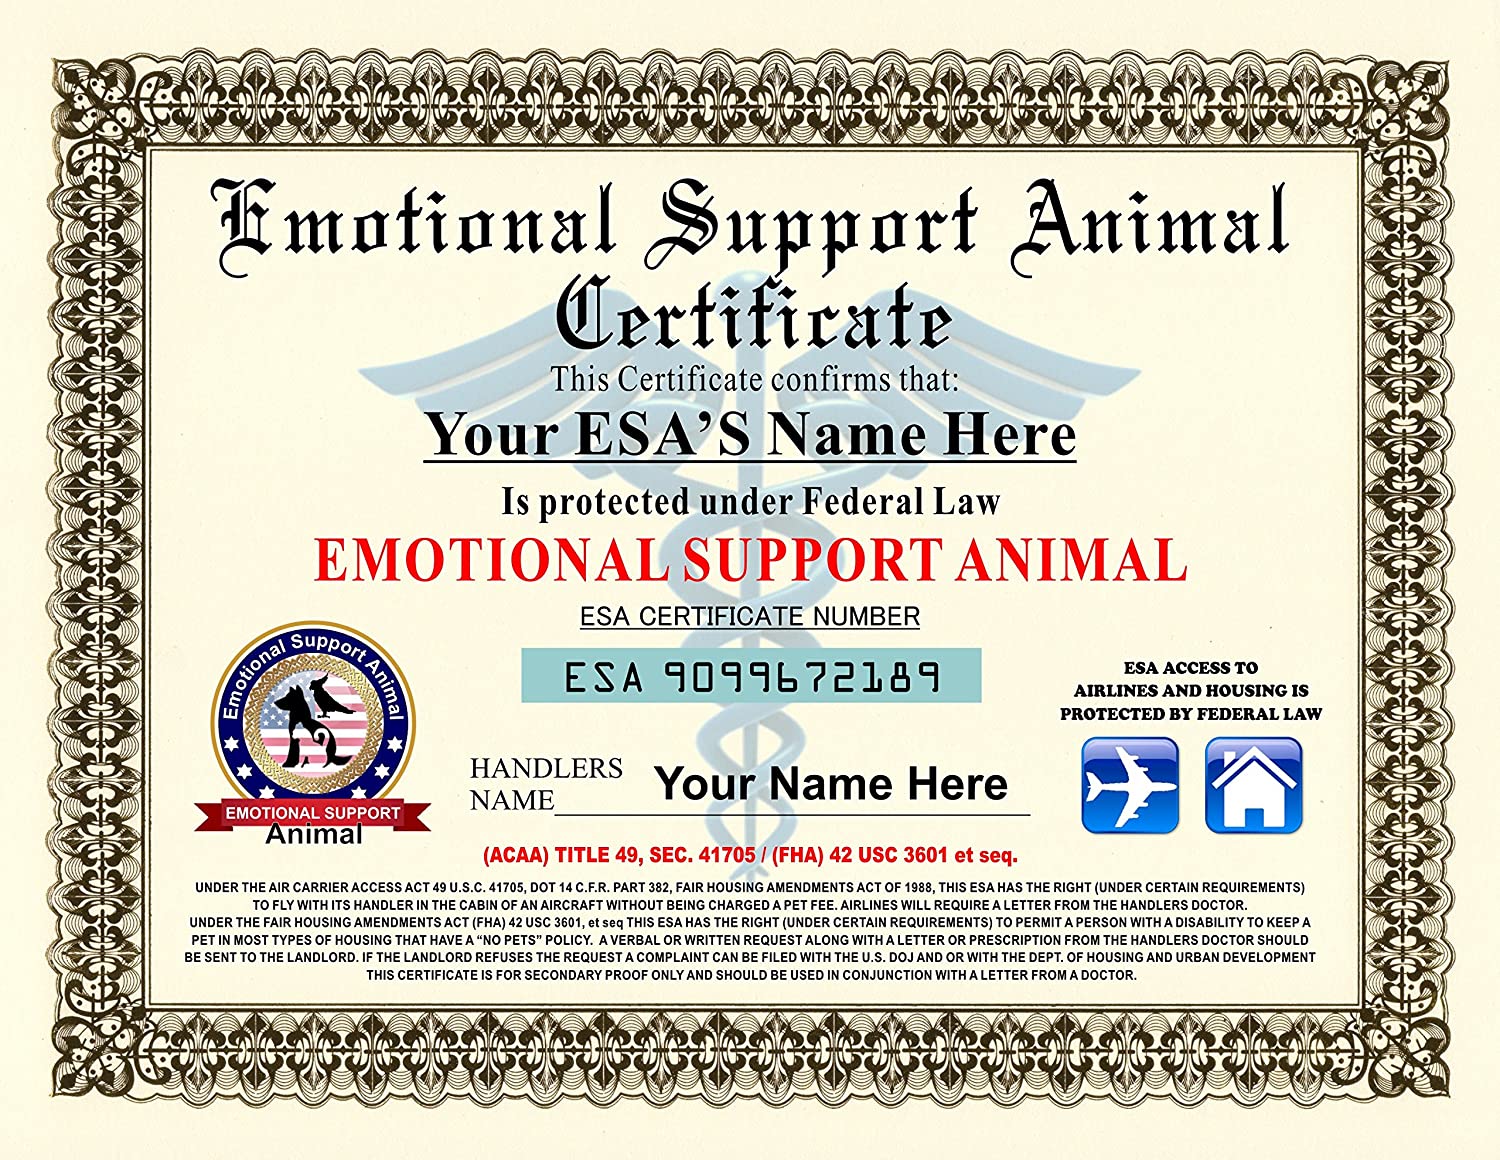 Emotional Support Animal
Certificate
This Certificate confirms that:
Your ESA'S Name Here
Is protected under Federal Law
EMOTIONAL SUPPORT ANIMAL
ESA CERTIFICATE NUMBER
ESA 9099672189
Emotional Support Animal
EMOTIONAL SUPPORT
Animal
HANDLERS
NAME
Your Name Here
ESA ACCESS TO
AIRLINES AND HOUSING IS
PROTECTED BY FEDERAL LAW
(ACAA) TITLE 49, SEC. 41705 / (FHA) 42 USC 3601 et seq.
UNDER THE AIR CARRIER ACCESS ACT 49 U.S.C. 41705, DOT 14 C.F.R. PART 382, FAIR HOUSING AMENDMENTS ACT OF 1988, THIS ESA HAS THE RIGHT (UNDER CERTAIN REQUIREMENTS)
TO FLY WITH ITS HANDLER IN THE CABIN OF AN AIRCRAFT WITHOUT BEING CHARGED A PET FEE. AIRLINES WILL REQUIRE A LETTER FROM THE HANDLERS DOCTOR.
UNDER THE FAIR HOUSING AMENDMENTS ACT (FHA) 42 USC 3601, et seq THIS ESA HAS THE RIGHT (UNDER CERTAIN REQUIREMENTS) TO PERMIT A PERSON WITH A DISABILITY TO KEEP A
PET IN MOST TYPES OF HOUSING THAT HAVE A “NO PETS” POLICY. A VERBAL OR WRITTEN REQUEST ALONG WITH A LETTER OR PRESCRIPTION FROM THE HANDLERS DOCTOR SHOULD
BE SENT TO THE LANDLORD. IF THE LANDLORD REFUSES THE REQUEST A COMPLAINT CAN BE FILED WITH THE U.S. DOJ AND OR WITH THE DEPT. OF HOUSING AND URBAN DEVELOPMENT
THIS CERTIFICATE IS FOR SECONDARY PROOF ONLY AND SHOULD BE USED IN CONJUNCTION WITH A LETTER FROM A DOCTOR.